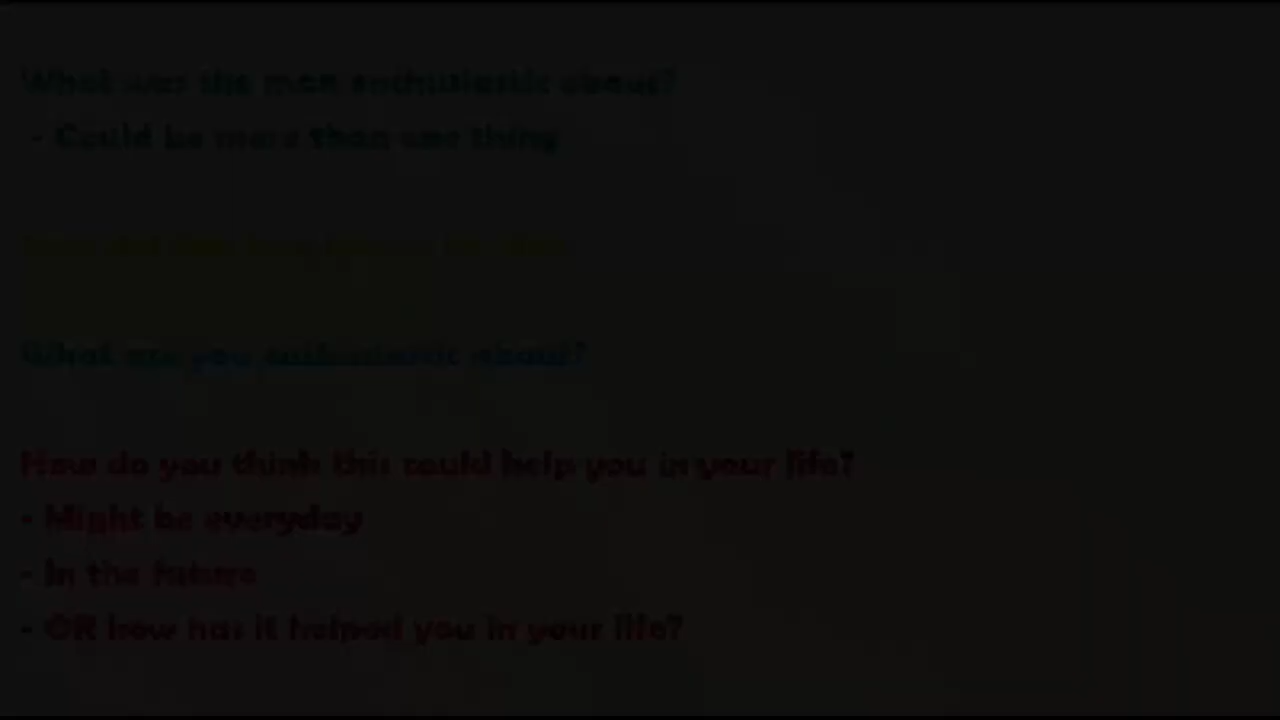 What was the man enthusiastic about?
- Could be more than one thing
What are you enthusiastic about?
How do you think this could help you in your life?
- Might be everyday
- In the future
- OR how has it helped you in your life?